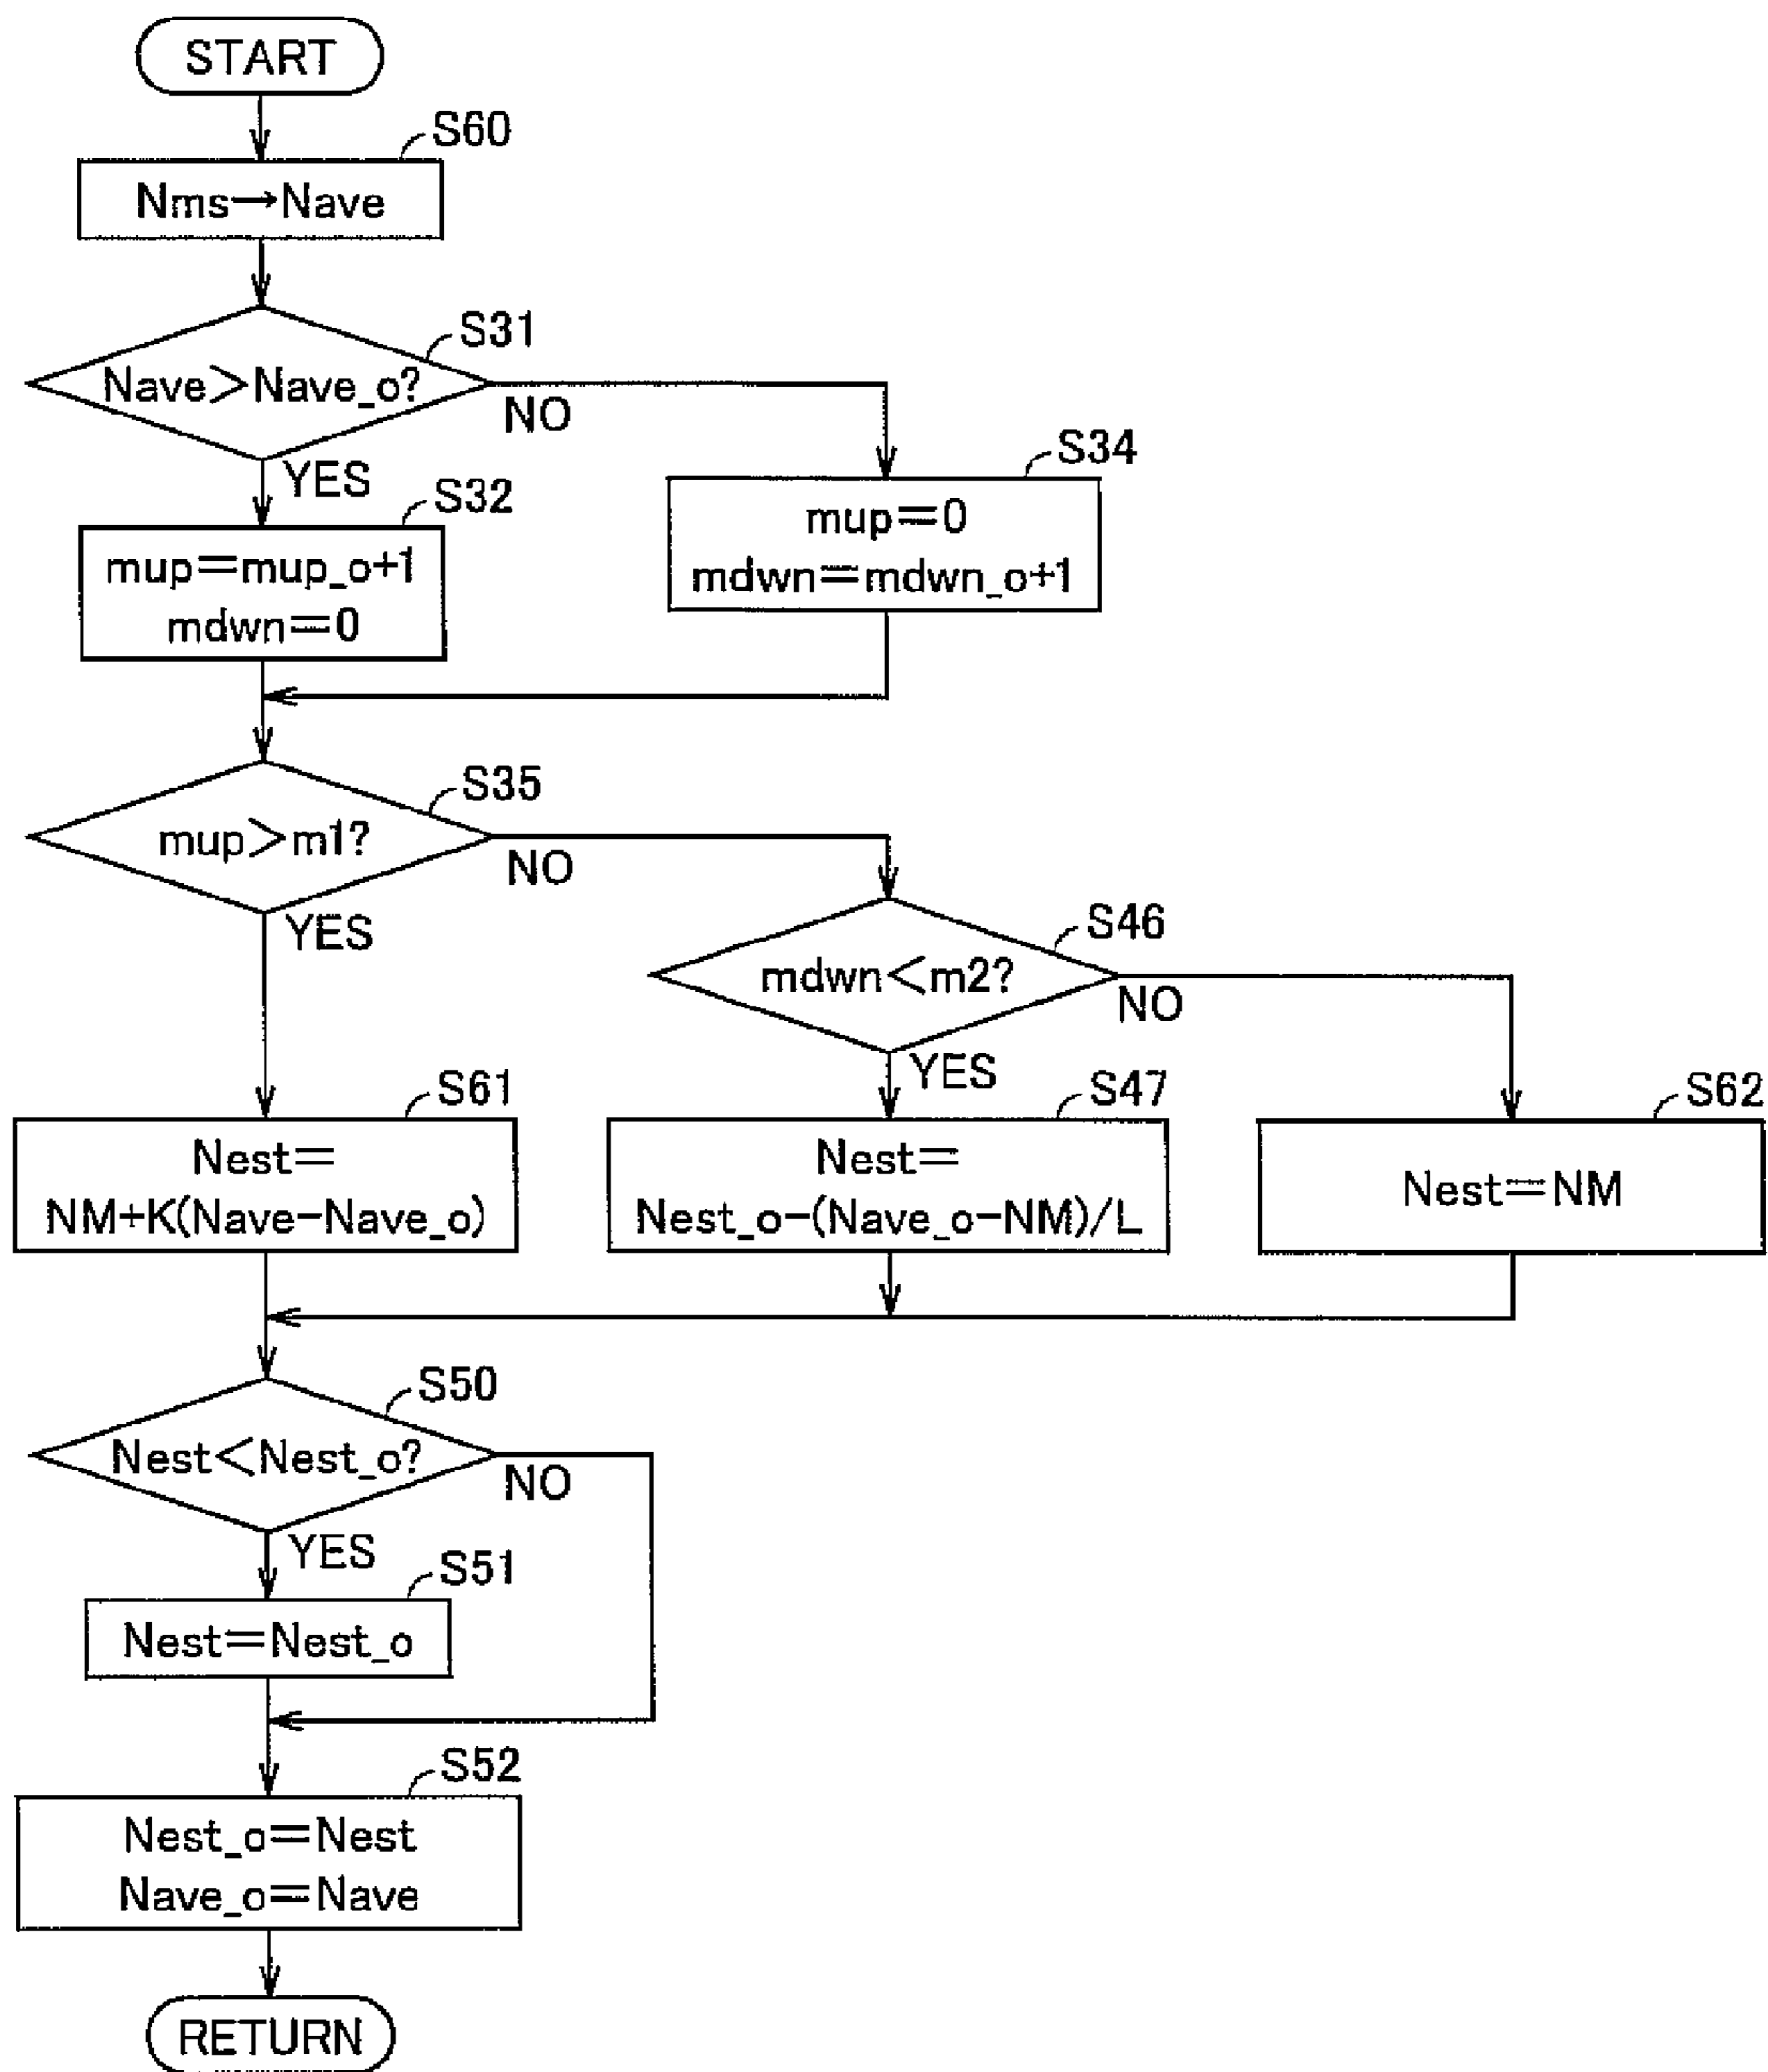 START
S60
Nms→Nave
S31
Nave>Nave_o?
NO
YES
S32
mup=mup_o+1
mdwn=0
S34
mup=0
mdwn=mdwn_o+1
S35
mup>m1?
NO
YES
S46
mdwn<m2?
NO
YES
S61
Nest=
NM+K(Nave-Nave_o)
S47
Nest=
Nest_o-(Nave_o-NM)/L
S62
Nest=NM
S50
Nest<Nest_o?
NO
YES
S51
Nest=Nest_o
S52
Nest_o=Nest
Nave_o=Nave
RETURN